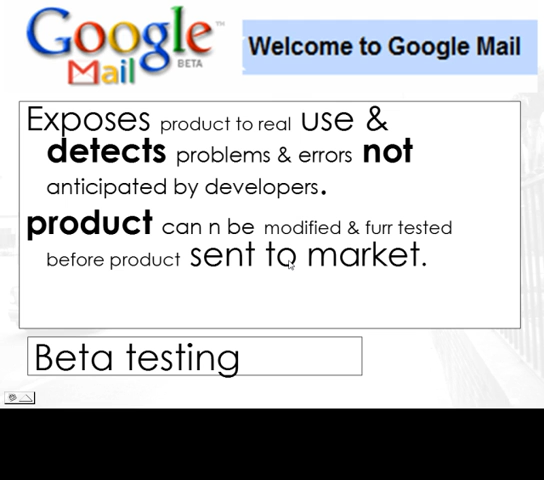 Google™
Mail BETA
Welcome to Google Mail
Exposes product to real use &
detects problems & errors not
anticipated by developers.
product can n be modified & furr tested
before product sent to market.
Beta testing